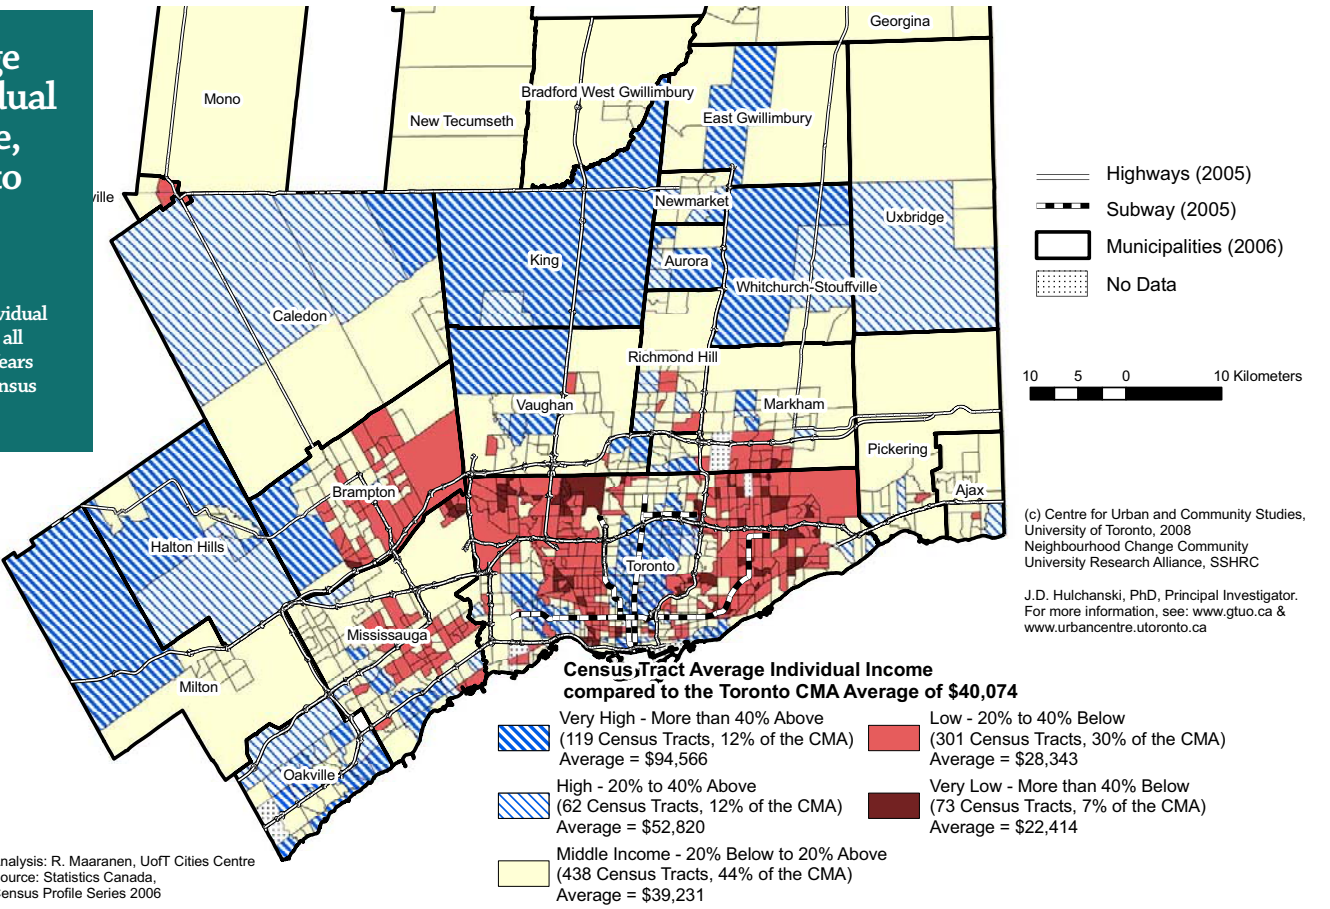 ge
dual
e,
to
vidual
all
ears
nsus
Georgina
Mono
Bradford West Gwillimbury
New Tecumseth
East Gwillimbury
ville
Newmarket
Uxbridge
King
Aurora
Whitchurch-Stouffville
Caledon
Richmond Hill
Vaughan
Markham
Pickering
Brampton
Ajax
Halton Hills
Toronto
Mississauga
Milton
Oakville
Highways (2005)
Subway (2005)
Municipalities (2006)
No Data
10 5 0 10 Kilometers
(c) Centre for Urban and Community Studies,
University of Toronto, 2008
Neighbourhood Change Community
University Research Alliance, SSHRC
J.D. Hulchanski, PhD, Principal Investigator.
For more information, see: www.gtuo.ca &
www.urbancentre.utoronto.ca
Census Tract Average Individual Income
compared to the Toronto CMA Average of $40,074
Very High - More than 40% Above
(119 Census Tracts, 12% of the CMA)
Average = $94,566
High - 20% to 40% Above
(62 Census Tracts, 12% of the CMA)
Average = $52,820
Middle Income - 20% Below to 20% Above
(438 Census Tracts, 44% of the CMA)
Average = $39,231
Low - 20% to 40% Below
(301 Census Tracts, 30% of the CMA)
Average = $28,343
Very Low - More than 40% Below
(73 Census Tracts, 7% of the CMA)
Average = $22,414
nalysis: R. Maaranen, UofT Cities Centre
ource: Statistics Canada,
ensus Profile Series 2006